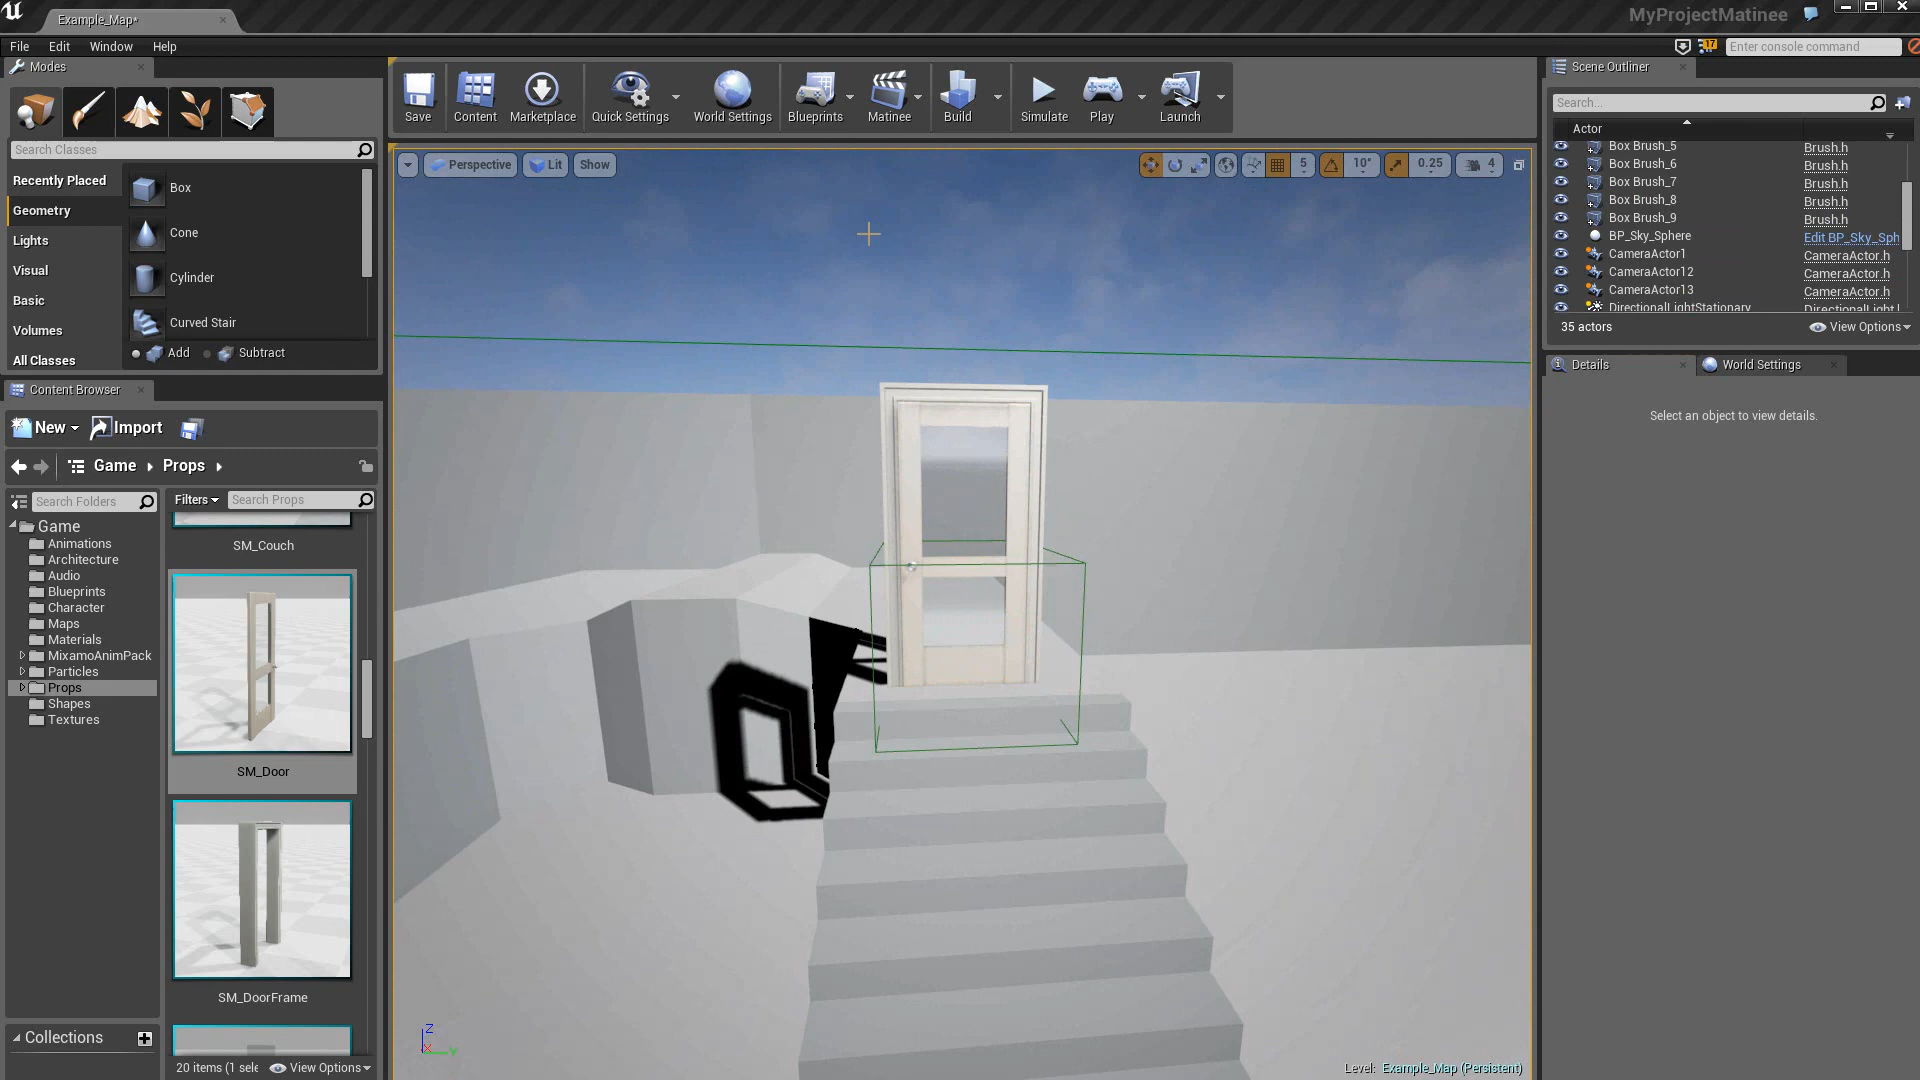 Example_Map*
MyProjectMatinee
File Edit Window Help
17
Enter console command
Modes
Search Classes
Recently Placed
Geometry
Lights
Visual
Basic
Volumes
All Classes
Box
Cone
Cylinder
Curved Stair
Add Subtract
Save Content Marketplace Quick Settings World Settings Blueprints Matinee Build Simulate Play Launch
Perspective Lit Show
5 10° 0.25 4
Content Browser
New Import
Game Props
Search Folders
Filters Search Props
Game
Animations
Architecture
Audio
Blueprints
Character
Maps
Materials
MixamoAnimPack
Particles
Props
Shapes
Textures
SM_Couch
SM_Door
SM_DoorFrame
Collections
20 items (1 sele
View Options
Z
X
Y
Level: Example_Map (Persistent)
Scene Outliner
Search...
Actor
Box Brush_5 Brush.h
Box Brush_6 Brush.h
Box Brush_7 Brush.h
Box Brush_8 Brush.h
Box Brush_9 Brush.h
BP_Sky_Sphere Edit BP_Sky_Sph
CameraActor1 CameraActor.h
CameraActor12 CameraActor.h
CameraActor13 CameraActor.h
DirectionalLightStationary DirectionalLight
35 actors
View Options
Details World Settings
Select an object to view details.